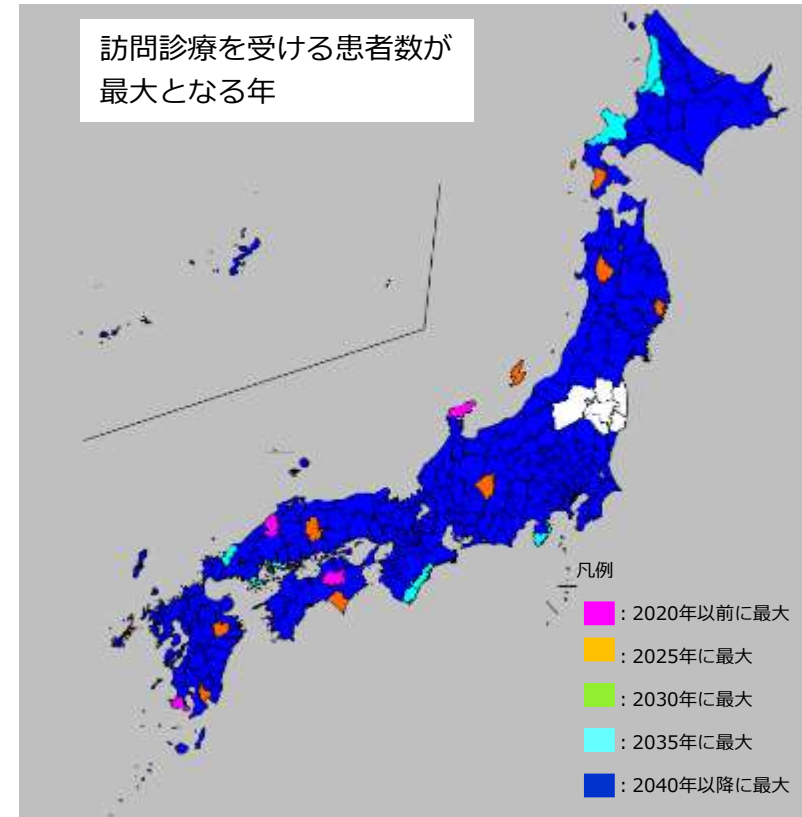 訪問診療を受ける患者数が
最大となる年
凡例
：2020年以前に最大
：2025年に最大
：2030年に最大
：2035年に最大
：2040年以降に最大